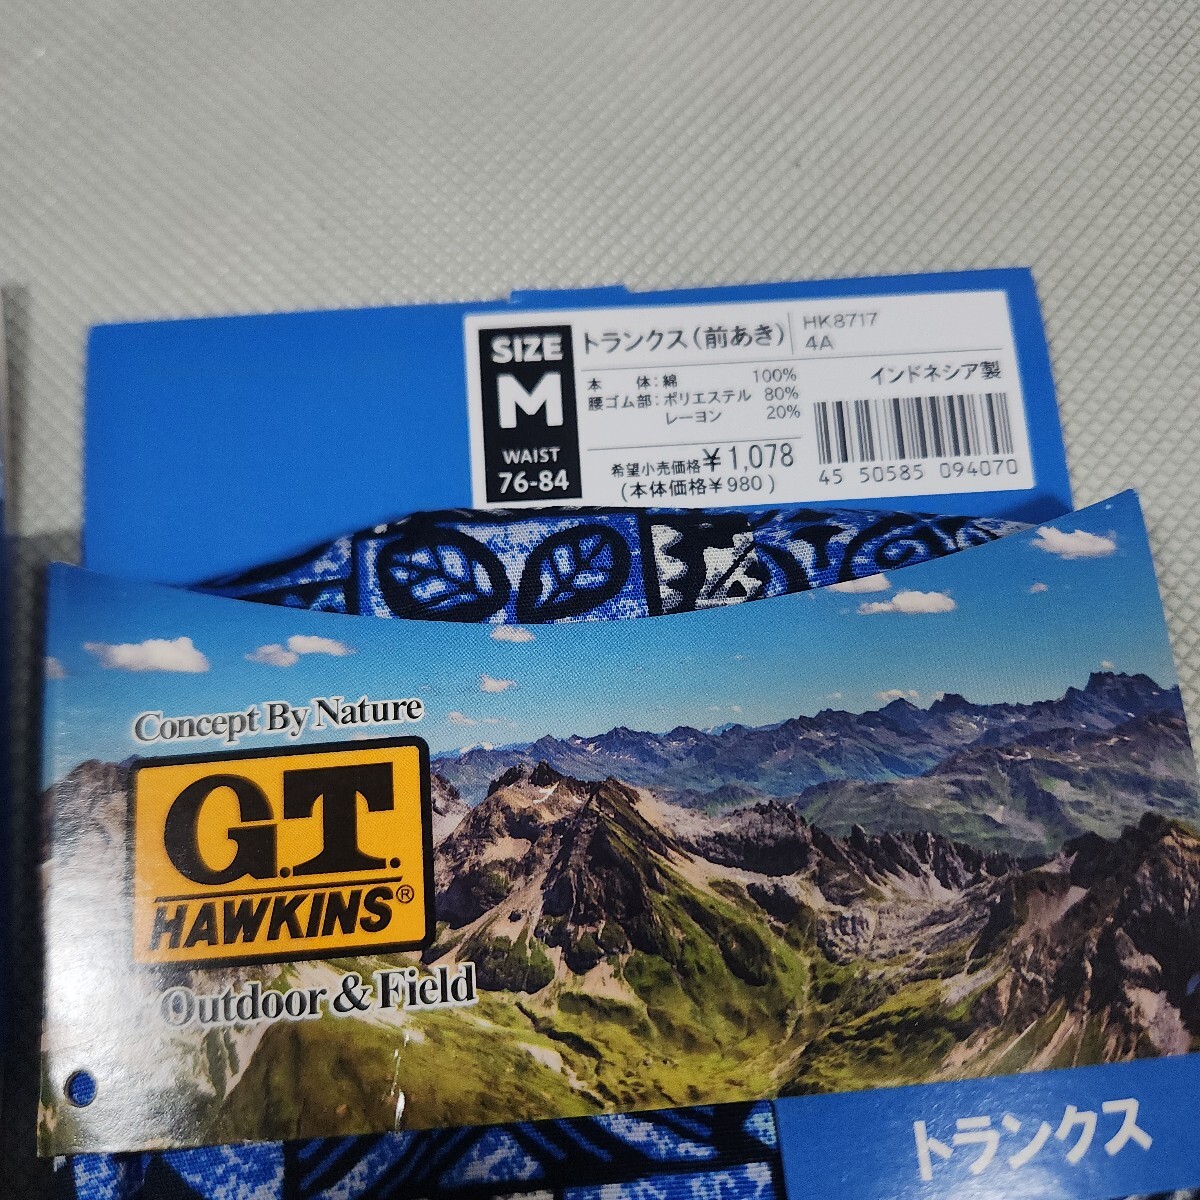 SIZE
M
WAIST
76-84
トランクス(前あき)
HK8717
4A
本 体:綿 100%
腰ゴム部:ポリエステル 80%
レーヨン 20%
インドネシア製
希望小売価格¥1,078
(本体価格¥980)
45 50585 094070
Concept By Nature
G.T.
HAWKINS®
Outdoor & Field
トランクス